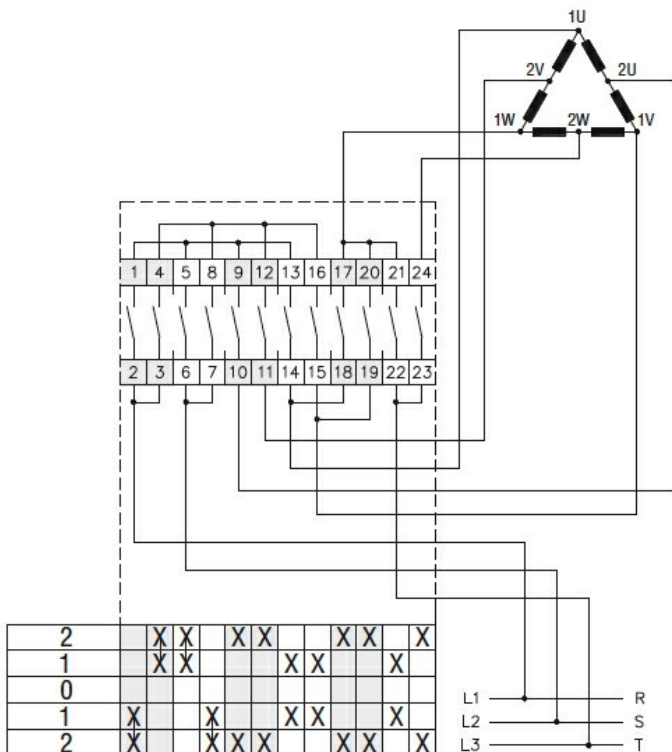 1U
2V 2U
1W 2W 1V
1 4 5 8 9 12 13 16 17 20 21 24
2 3 6 7 10 11 14 15 18 19 22 23
2 X X X X X X X
1 X X X X X
0
1 X X X X X
2 X X X X X X X
L1 R
L2 S
L3 T